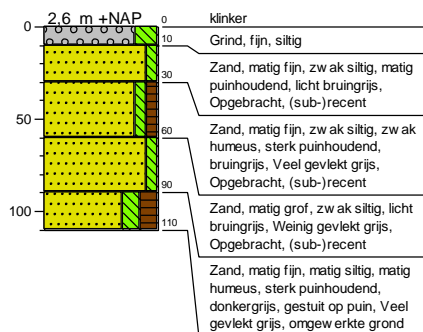 2,6 m +NAP
0
50
100
0
10
30
60
90
110
klinker
Grind, fijn, siltig
Zand, matig fijn, zwak siltig, matig
puinhoudend, licht bruingrijs,
Opgebracht, (sub-)recent
Zand, matig fijn, zwak siltig, zwak
humeus, sterk puinhoudend,
bruingrijs, Veel gevlekt grijs,
Opgebracht, (sub-)recent
Zand, matig grof, zwak siltig, licht
bruingrijs, Weinig gevlekt grijs,
Opgebracht, (sub-)recent
Zand, matig fijn, matig siltig, matig
humeus, sterk puinhoudend,
donkergrijs, gestuit op puin, Veel
gevlekt grijs, omgewerkte grond